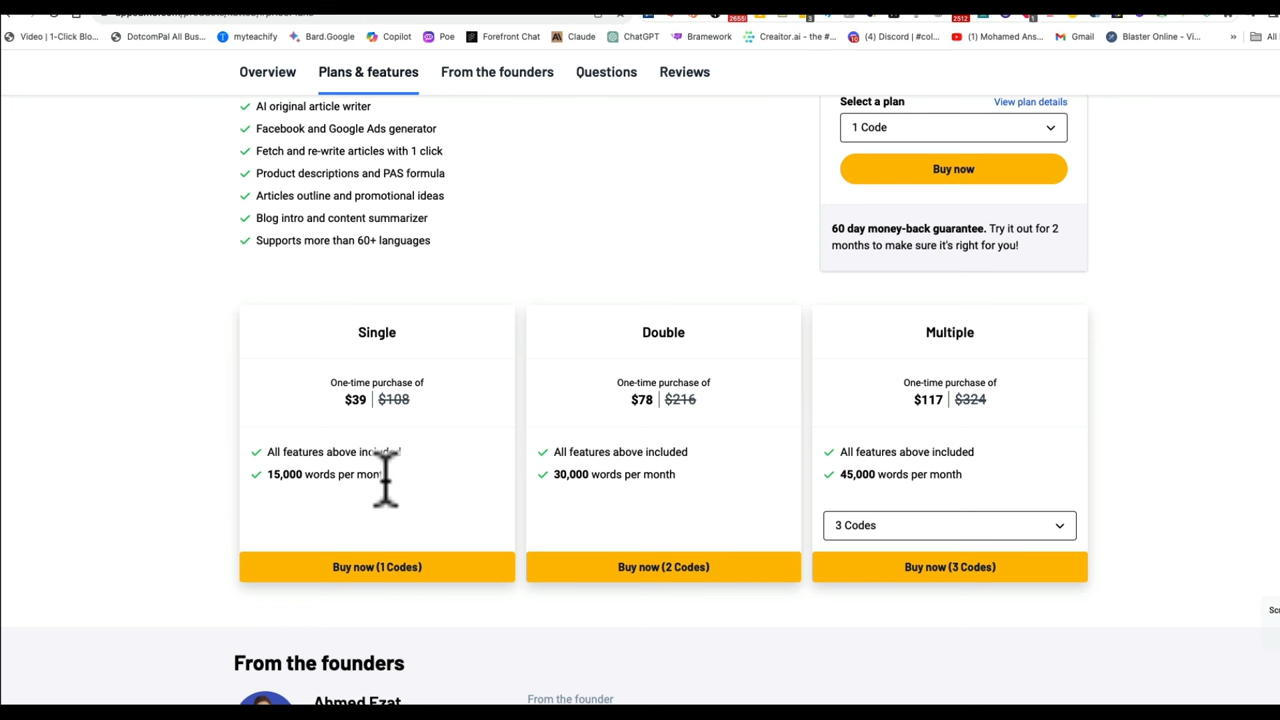 Video | 1-Click Blo... DotcomPal All Bus... myteachify Bard.Google Copilot Poe Forefront Chat Claude ChatGPT Bramework Creaitor.ai - the #... (4) Discord | #col... (1) Mohamed Ans... Gmail Blaster Online - Vi... » All
Overview Plans & features From the founders Questions Reviews
AI original article writer
Facebook and Google Ads generator
Fetch and re-write articles with 1 click
Product descriptions and PAS formula
Articles outline and promotional ideas
Blog intro and content summarizer
Supports more than 60+ languages
Select a plan View plan details
1 Code
Buy now
60 day money-back guarantee. Try it out for 2
months to make sure it's right for you!
Single
One-time purchase of
$39 | $108
All features above included
15,000 words per month
Buy now (1 Codes)
Double
One-time purchase of
$78 | $216
All features above included
30,000 words per month
Buy now (2 Codes)
Multiple
One-time purchase of
$117 | $324
All features above included
45,000 words per month
3 Codes
Buy now (3 Codes)
From the founders
Ahmed Ezat
From the founder